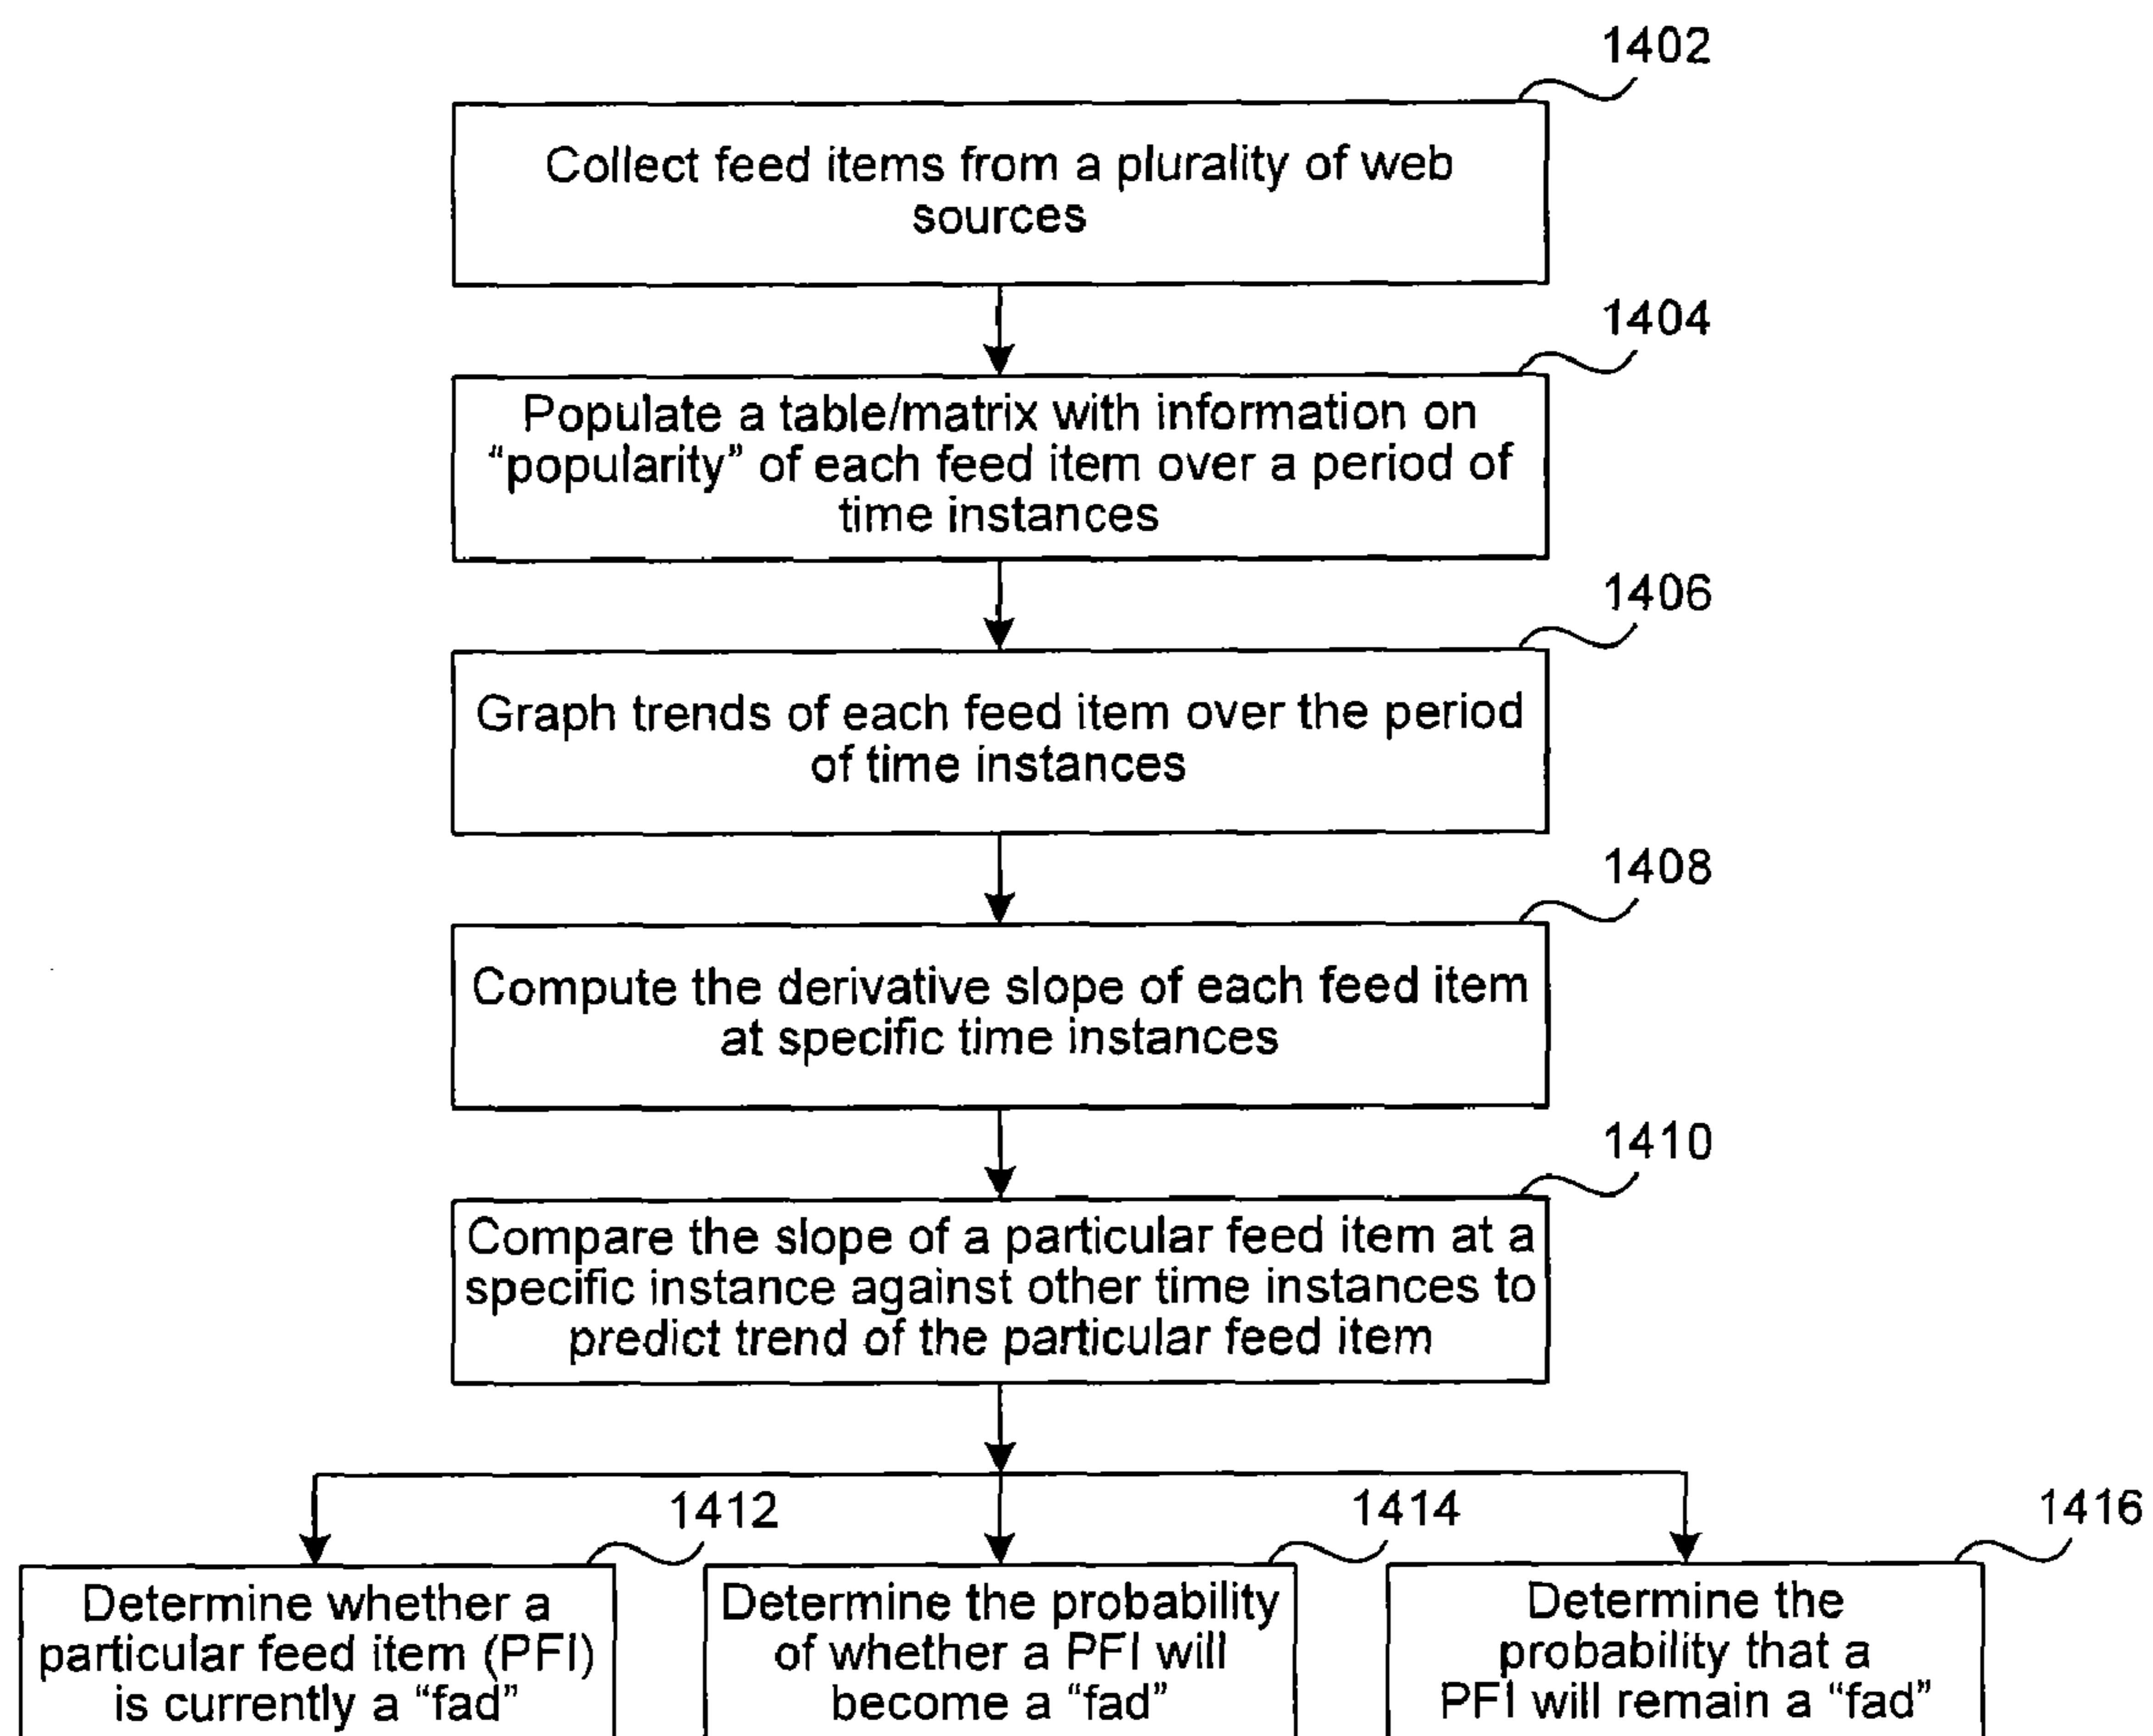 1402
Collect feed items from a plurality of web
sources
1404
Populate a table/matrix with information on
“popularity” of each feed item over a period of
time instances
1406
Graph trends of each feed item over the period
of time instances
1408
Compute the derivative slope of each feed item
at specific time instances
1410
Compare the slope of a particular feed item at a
specific instance against other time instances to
predict trend of the particular feed item
1412
Determine whether a
particular feed item (PFI)
is currently a “fad”
1414
Determine the probability
of whether a PFI will
become a “fad”
1416
Determine the
probability that a
PFI will remain a “fad”